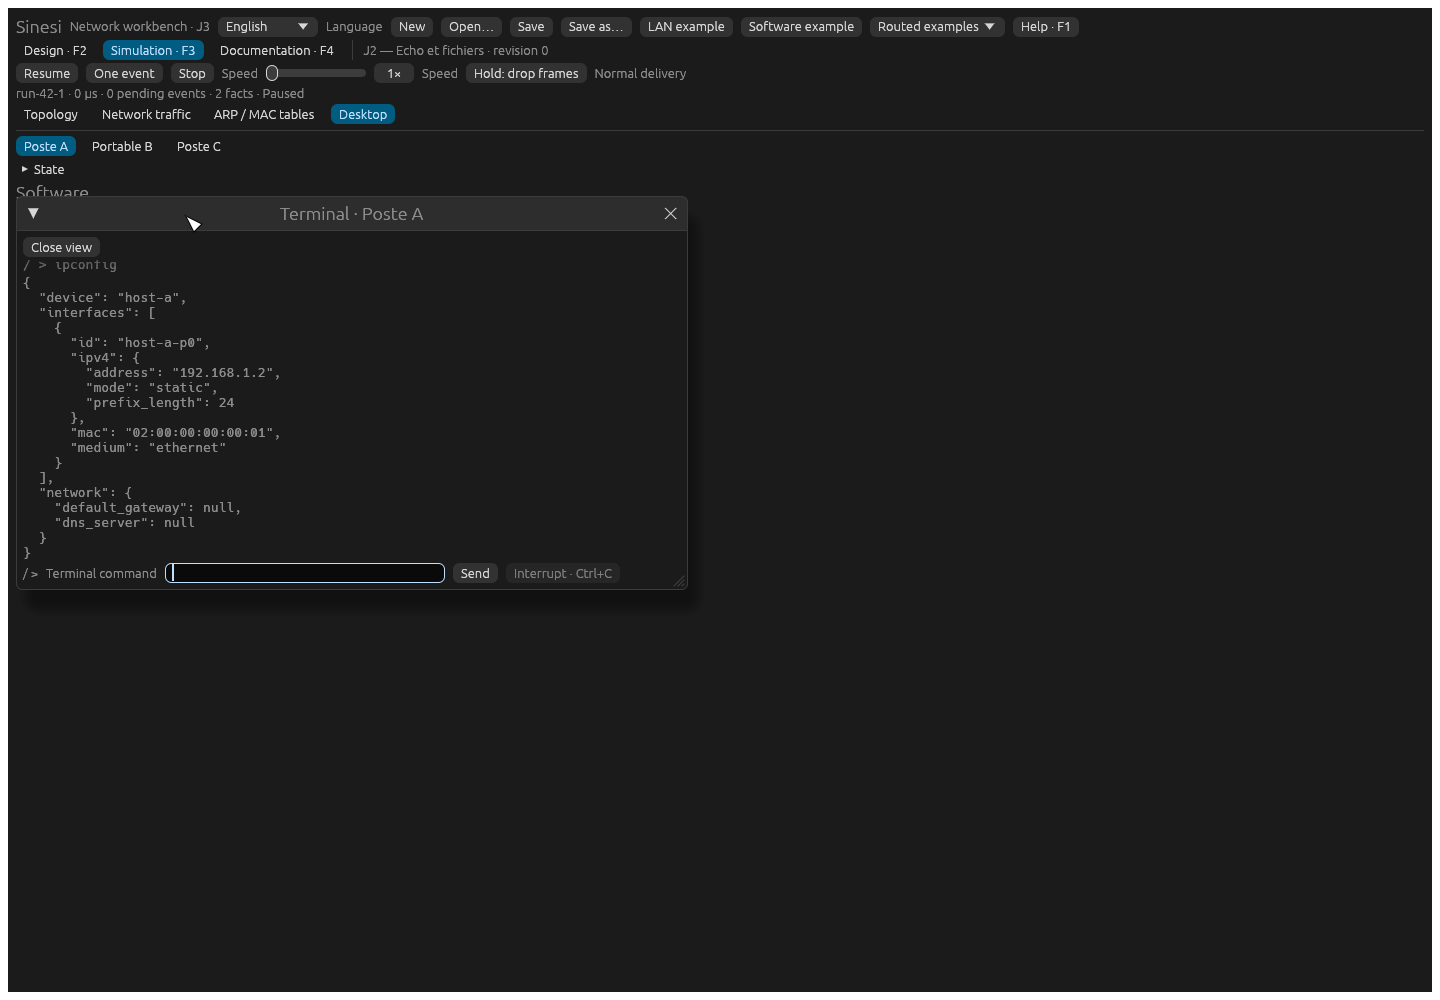 Sinesi Network workbench · J3 English Language New Open… Save Save as… LAN example Software example Routed examples Help · F1
Design · F2 Simulation · F3 Documentation · F4 J2 — Echo et fichiers · revision 0
Resume One event Stop Speed 1× Speed Hold: drop frames Normal delivery
run-42-1 · 0 µs · 0 pending events · 2 facts · Paused
Topology Network traffic ARP / MAC tables Desktop
Poste A Portable B Poste C
State
Software
Terminal · Poste A
Close view
/ > ipconfig
{
  "device": "host-a",
  "interfaces": [
    {
      "id": "host-a-p0",
      "ipv4": {
        "address": "192.168.1.2",
        "mode": "static",
        "prefix_length": 24
      },
      "mac": "02:00:00:00:00:01",
      "medium": "ethernet"
    }
  ],
  "network": {
    "default_gateway": null,
    "dns_server": null
  }
}
/ > Terminal command Send Interrupt · Ctrl+C